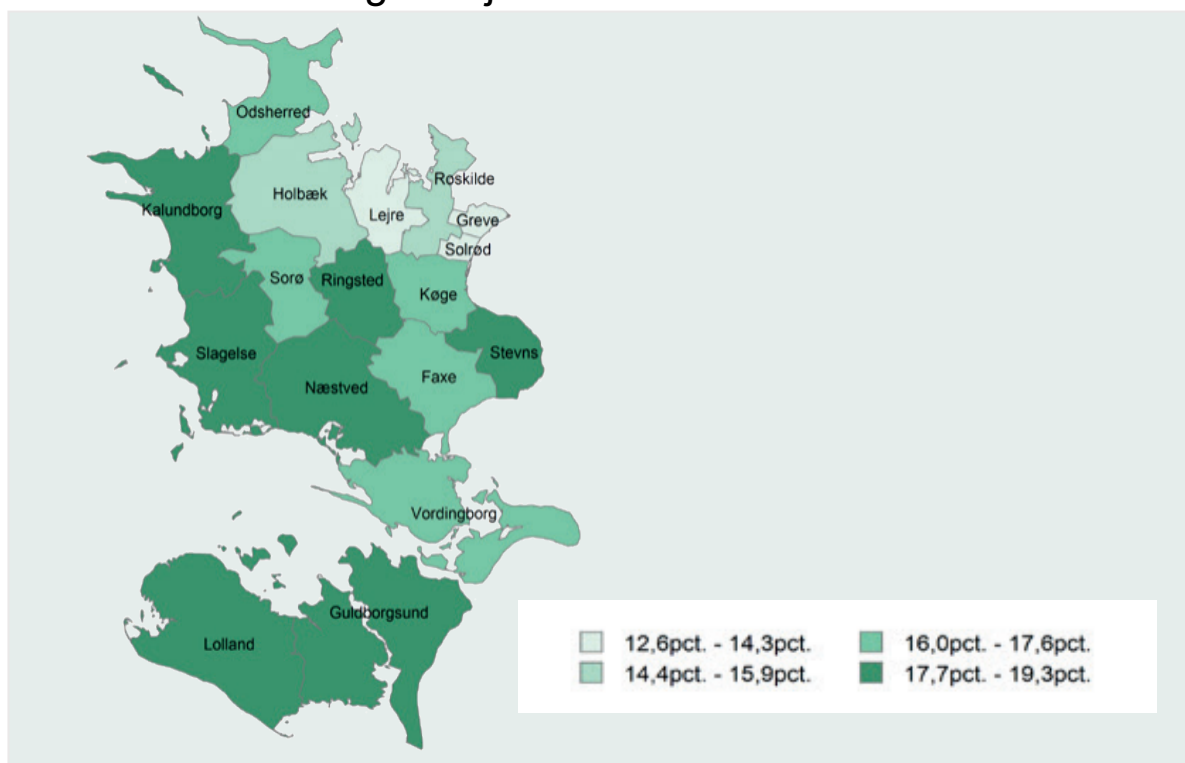 Odsherred
Roskilde
Holbæk
Kalundborg
Lejre
Greve
Solrød
Sorø
Ringsted
Køge
Slagelse
Stevns
Faxe
Næstved
Vordingborg
Guldborgsund
Lolland
12,6pct. - 14,3pct.
14,4pct. - 15,9pct.
16,0pct. - 17,6pct.
17,7pct. - 19,3pct.